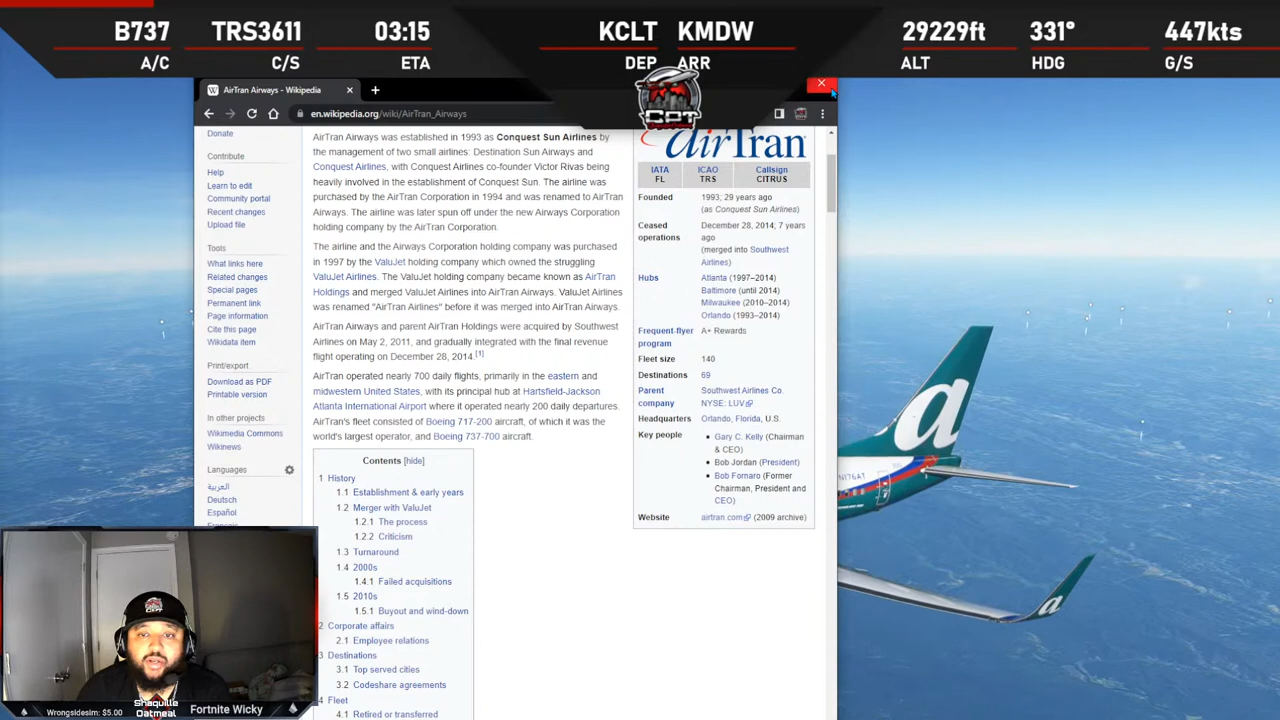 B737 TRS3611 03:15 KCLT KMDW 29229ft 331° 447kts
A/C C/S ETA DEP ARR ALT HDG G/S
CPT
AirTran Airways - Wikipedia
en.wikipedia.org/wiki/AirTran_Airways
Donate
Contribute
Help
Learn to edit
Community portal
Recent changes
Upload file
Tools
What links here
Related changes
Special pages
Permanent link
Page information
Cite this page
Wikidata item
Print/export
Download as PDF
Printable version
In other projects
Wikimedia Commons
Wikinews
Languages
العربية
Deutsch
Español
AirTran Airways was established in 1993 as Conquest Sun Airlines by
the management of two small airlines: Destination Sun Airways and
Conquest Airlines, with Conquest Airlines co-founder Victor Rivas being
heavily involved in the establishment of Conquest Sun. The airline was
purchased by the AirTran Corporation in 1994 and was renamed to AirTran
Airways. The airline was later spun off under the new Airways Corporation
holding company by the AirTran Corporation.
The airline and the Airways Corporation holding company was purchased
in 1997 by the ValuJet holding company which owned the struggling
ValuJet Airlines. The ValuJet holding company became known as AirTran
Holdings and merged ValuJet Airlines into AirTran Airways. ValuJet Airlines
was renamed "AirTran Airlines" before it was merged into AirTran Airways.
AirTran Airways and parent AirTran Holdings were acquired by Southwest
Airlines on May 2, 2011, and gradually integrated with the final revenue
flight operating on December 28, 2014.[1]
AirTran operated nearly 700 daily flights, primarily in the eastern and
midwestern United States, with its principal hub at Hartsfield-Jackson
Atlanta International Airport where it operated nearly 200 daily departures.
AirTran's fleet consisted of Boeing 717-200 aircraft, of which it was the
world's largest operator, and Boeing 737-700 aircraft.
Contents [hide]
1 History
1.1 Establishment & early years
1.2 Merger with ValuJet
1.2.1 The process
1.2.2 Criticism
1.3 Turnaround
1.4 2000s
1.4.1 Failed acquisitions
1.5 2010s
1.5.1 Buyout and wind-down
2 Corporate affairs
2.1 Employee relations
3 Destinations
3.1 Top served cities
3.2 Codeshare agreements
4 Fleet
4.1 Retired or transferred
airTran
IATA ICAO Callsign
FL TRS CITRUS
Founded 1993; 29 years ago
(as Conquest Sun Airlines)
Ceased December 28, 2014; 7 years
operations ago
(merged into Southwest
Airlines)
Hubs Atlanta (1997–2014)
Baltimore (until 2014)
Milwaukee (2010–2014)
Orlando (1993–2014)
Frequent-flyer A+ Rewards
program
Fleet size 140
Destinations 69
Parent Southwest Airlines Co.
company NYSE: LUV
Headquarters Orlando, Florida, U.S.
Key people Gary C. Kelly (Chairman
& CEO)
Bob Jordan (President)
Bob Fornaro (Former
Chairman, President and
CEO)
Website airtran.com (2009 archive)
a
N176AT
a
CPT
Wrongsidesim: $5.00
Shaquille
Oatmeal
Fortnite Wicky